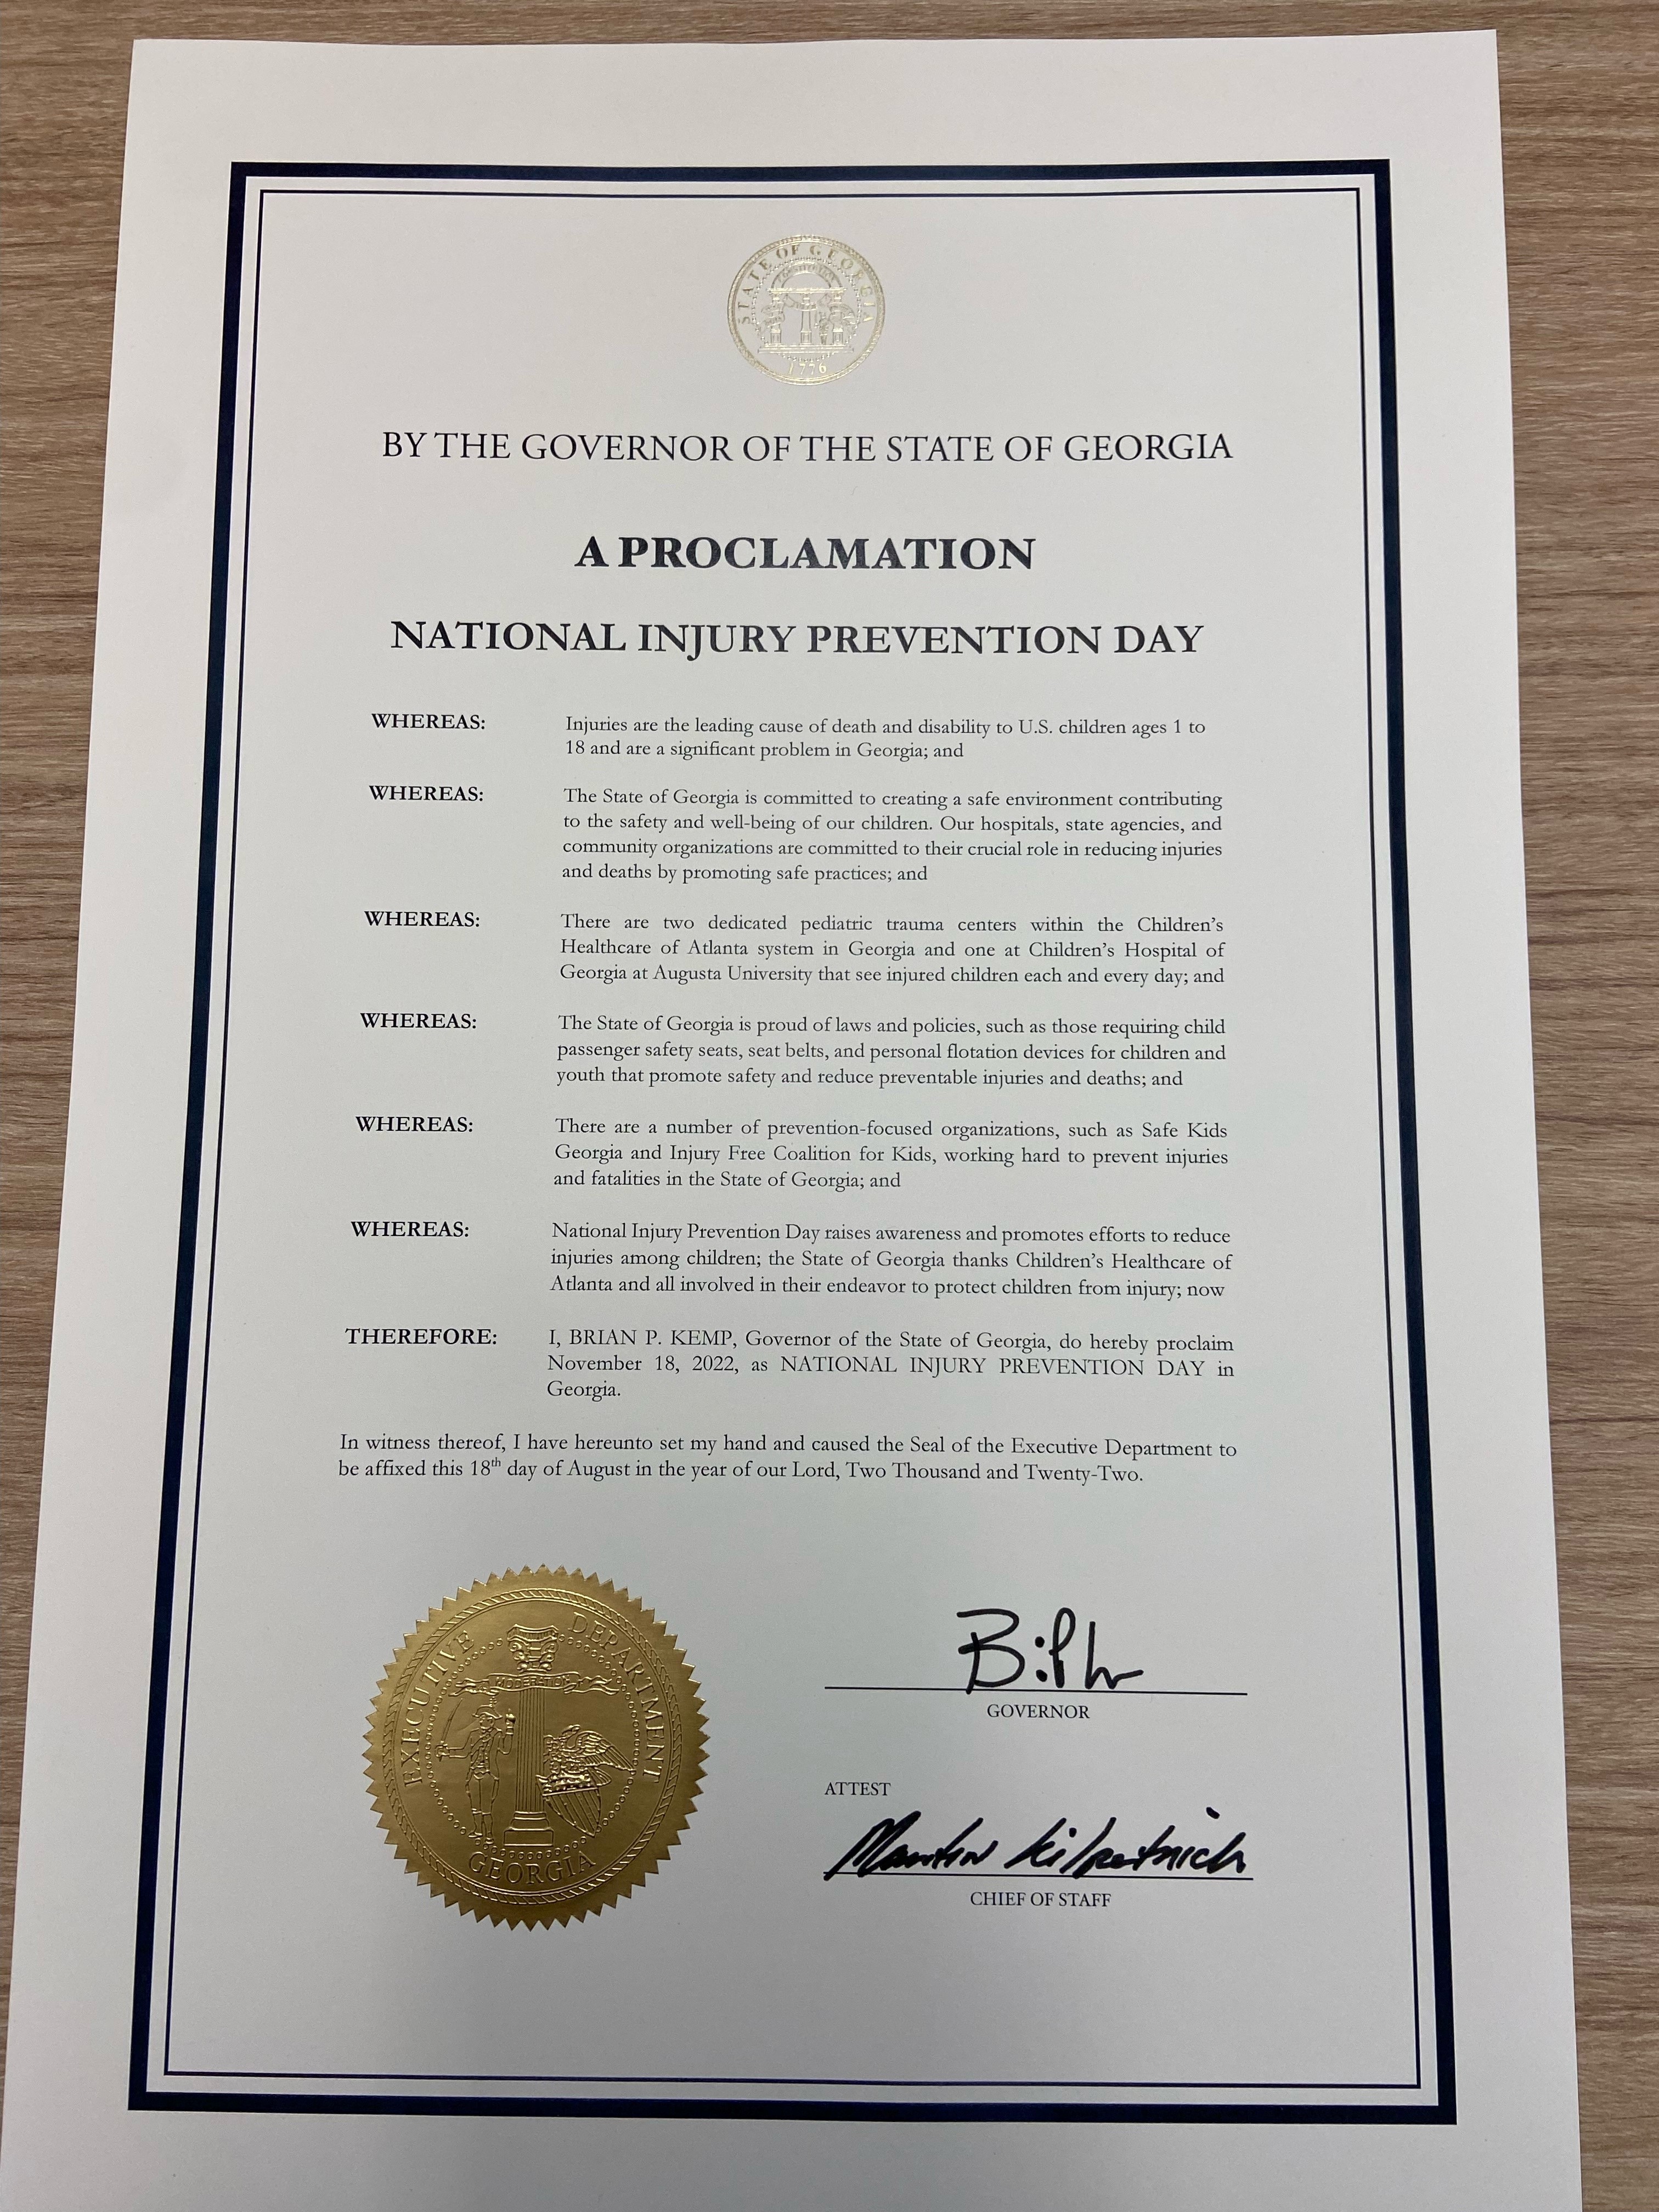 STATE OF GEORGIA
1776
BY THE GOVERNOR OF THE STATE OF GEORGIA
A PROCLAMATION
NATIONAL INJURY PREVENTION DAY
WHEREAS: Injuries are the leading cause of death and disability to U.S. children ages 1 to
18 and are a significant problem in Georgia; and
WHEREAS: The State of Georgia is committed to creating a safe environment contributing
to the safety and well-being of our children. Our hospitals, state agencies, and
community organizations are committed to their crucial role in reducing injuries
and deaths by promoting safe practices; and
WHEREAS: There are two dedicated pediatric trauma centers within the Children's
Healthcare of Atlanta system in Georgia and one at Children's Hospital of
Georgia at Augusta University that see injured children each and every day; and
WHEREAS: The State of Georgia is proud of laws and policies, such as those requiring child
passenger safety seats, seat belts, and personal flotation devices for children and
youth that promote safety and reduce preventable injuries and deaths; and
WHEREAS: There are a number of prevention-focused organizations, such as Safe Kids
Georgia and Injury Free Coalition for Kids, working hard to prevent injuries
and fatalities in the State of Georgia; and
WHEREAS: National Injury Prevention Day raises awareness and promotes efforts to reduce
injuries among children; the State of Georgia thanks Children's Healthcare of
Atlanta and all involved in their endeavor to protect children from injury; now
THEREFORE: I, BRIAN P. KEMP, Governor of the State of Georgia, do hereby proclaim
November 18, 2022, as NATIONAL INJURY PREVENTION DAY in
Georgia.
In witness thereof, I have hereunto set my hand and caused the Seal of the Executive Department to
be affixed this 18th day of August in the year of our Lord, Two Thousand and Twenty-Two.
EXECUTIVE DEPARTMENT
MODERATION
GEORGIA
GOVERNOR
ATTEST
Martin Kilpatrick
CHIEF OF STAFF